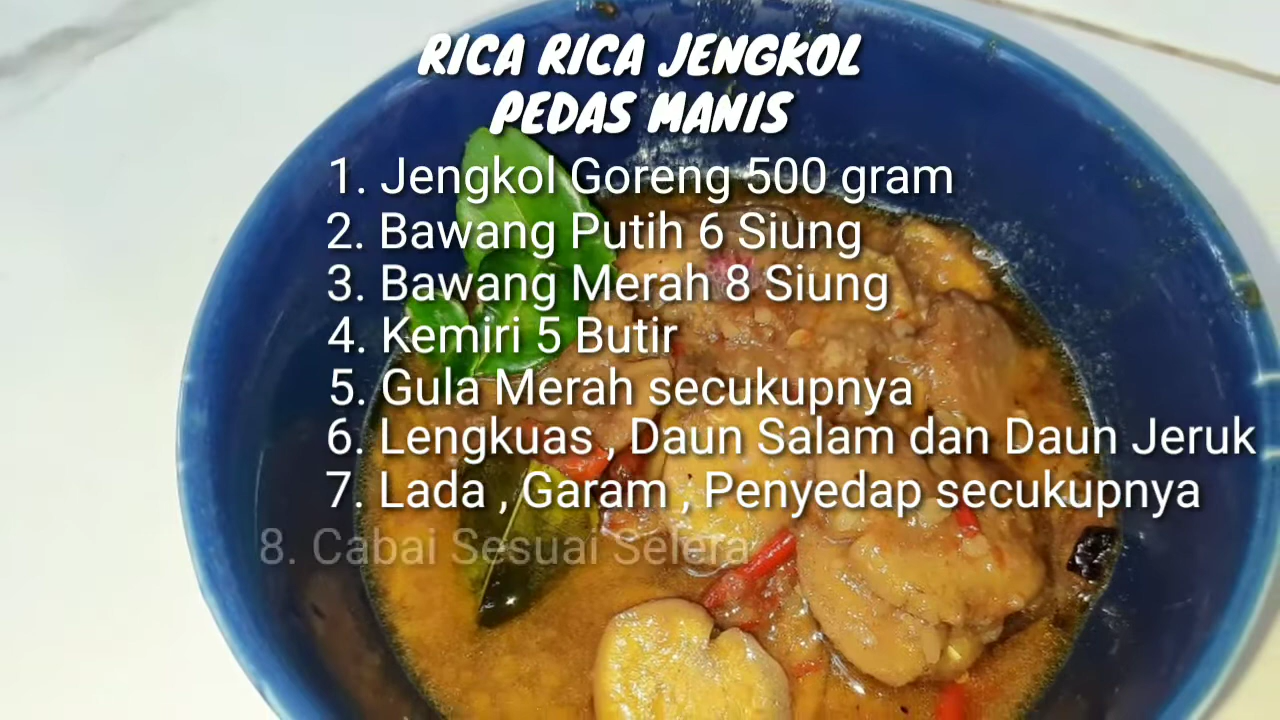 RICA RICA JENGKOL
PEDAS MANIS
1. Jengkol Goreng 500 gram
2. Bawang Putih 6 Siung
3. Bawang Merah 8 Siung
4. Kemiri 5 Butir
5. Gula Merah secukupnya
6. Lengkuas , Daun Salam dan Daun Jeruk
7. Lada , Garam , Penyedap secukupnya
8. Cabai Sesuai Selera